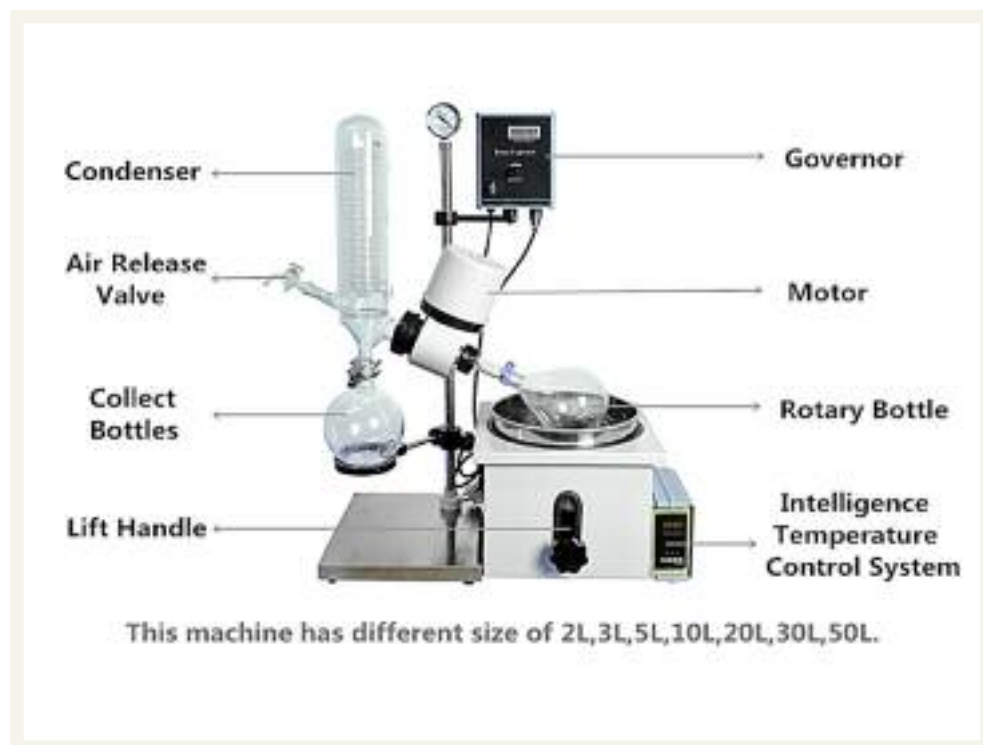 Condenser
Governor
Air Release
Valve
Motor
Collect
Bottles
Rotary Bottle
Lift Handle
Intelligence
Temperature
Control System
This machine has different size of 2L,3L,5L,10L,20L,30L,50L.